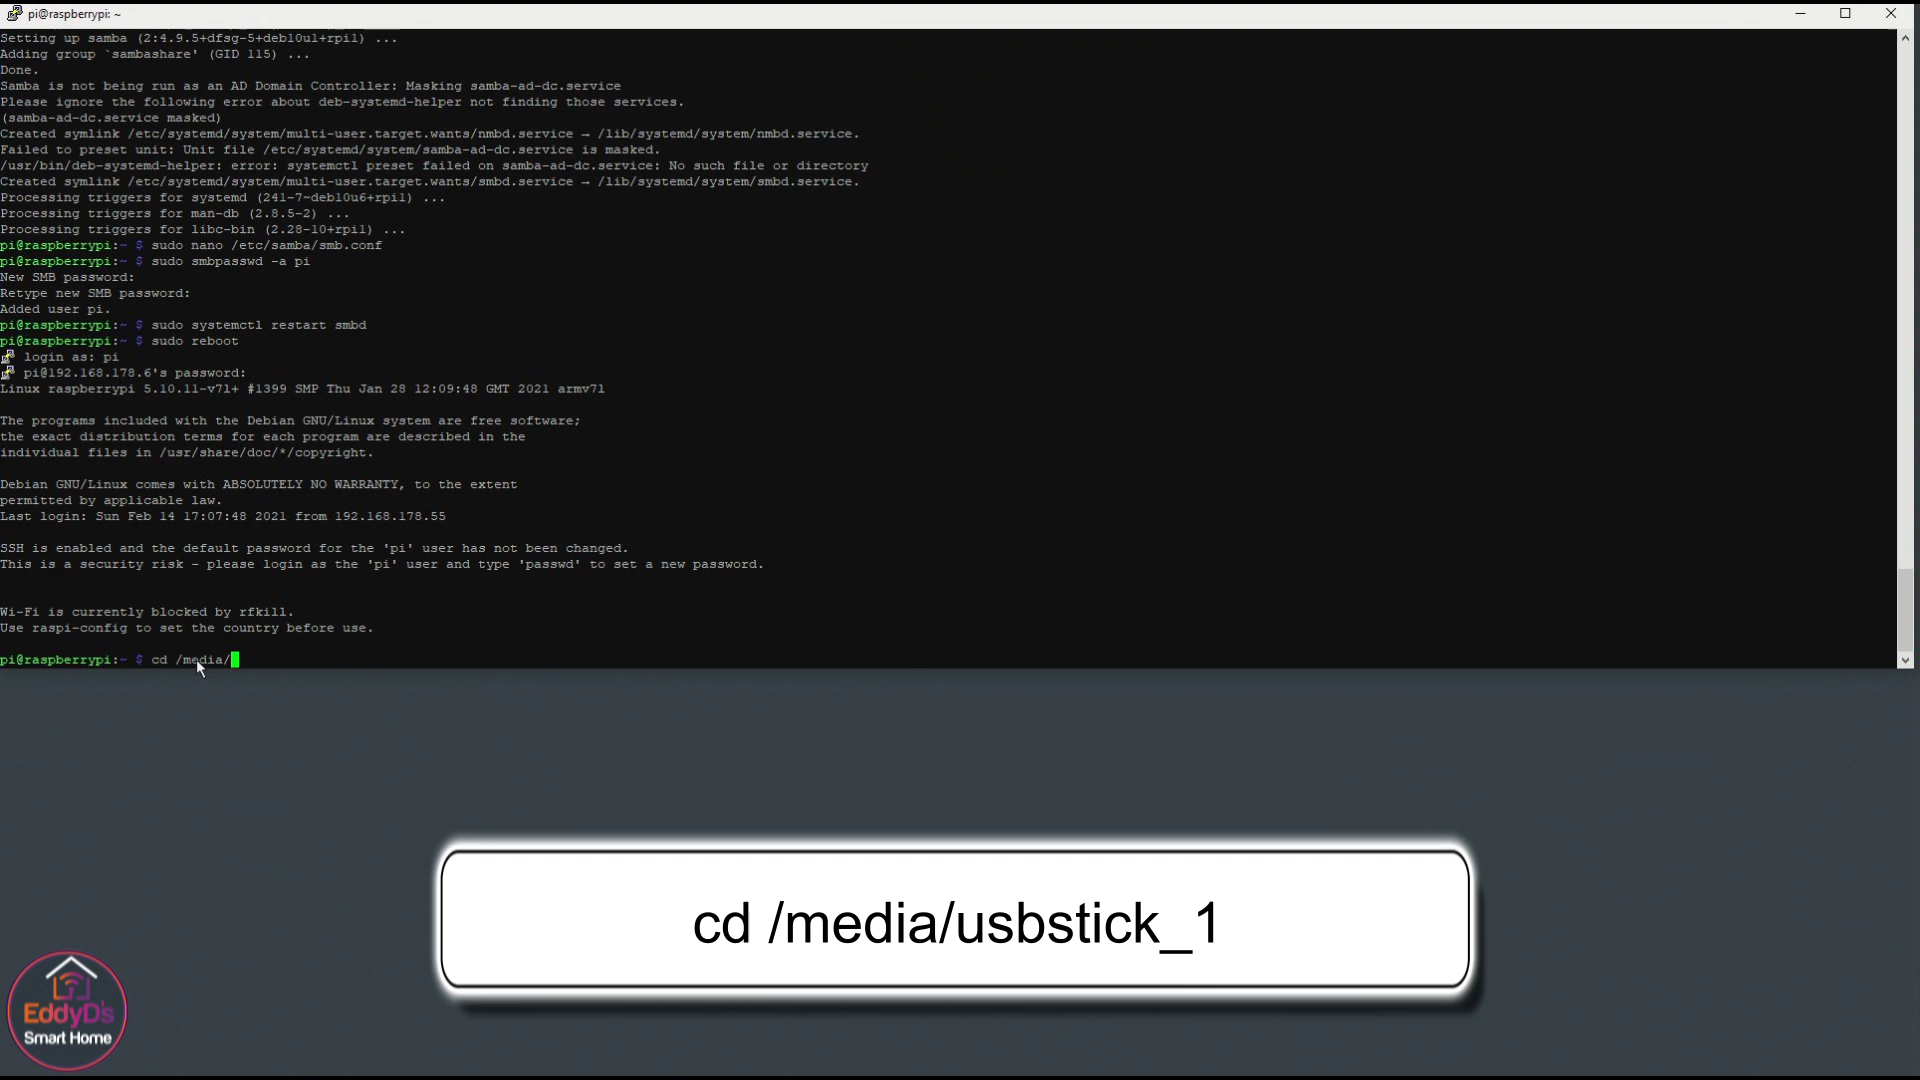 pi@raspberrypi: ~
Setting up samba (2:4.9.5+dfsg-5+deb10u1+rpi1) ...
Adding group `sambashare' (GID 115) ...
Done.
Samba is not being run as an AD Domain Controller: Masking samba-ad-dc.service
Please ignore the following error about deb-systemd-helper not finding those services.
(samba-ad-dc.service masked)
Created symlink /etc/systemd/system/multi-user.target.wants/nmbd.service → /lib/systemd/system/nmbd.service.
Failed to preset unit: Unit file /etc/systemd/system/samba-ad-dc.service is masked.
/usr/bin/deb-systemd-helper: error: systemctl preset failed on samba-ad-dc.service: No such file or directory
Created symlink /etc/systemd/system/multi-user.target.wants/smbd.service → /lib/systemd/system/smbd.service.
Processing triggers for systemd (241-7~deb10u6+rpi1) ...
Processing triggers for man-db (2.8.5-2) ...
Processing triggers for libc-bin (2.28-10+rpi1) ...
pi@raspberrypi:~ $ sudo nano /etc/samba/smb.conf
pi@raspberrypi:~ $ sudo smbpasswd -a pi
New SMB password:
Retype new SMB password:
Added user pi.
pi@raspberrypi:~ $ sudo systemctl restart smbd
pi@raspberrypi:~ $ sudo reboot
login as: pi
pi@192.168.178.6's password:
Linux raspberrypi 5.10.11-v7l+ #1399 SMP Thu Jan 28 12:09:48 GMT 2021 armv7l
The programs included with the Debian GNU/Linux system are free software;
the exact distribution terms for each program are described in the
individual files in /usr/share/doc/*/copyright.
Debian GNU/Linux comes with ABSOLUTELY NO WARRANTY, to the extent
permitted by applicable law.
Last login: Sun Feb 14 17:07:48 2021 from 192.168.178.55
SSH is enabled and the default password for the 'pi' user has not been changed.
This is a security risk - please login as the 'pi' user and type 'passwd' to set a new password.
Wi-Fi is currently blocked by rfkill.
Use raspi-config to set the country before use.
pi@raspberrypi:~ $ cd /media/
cd /media/usbstick_1
EddyD's
Smart Home